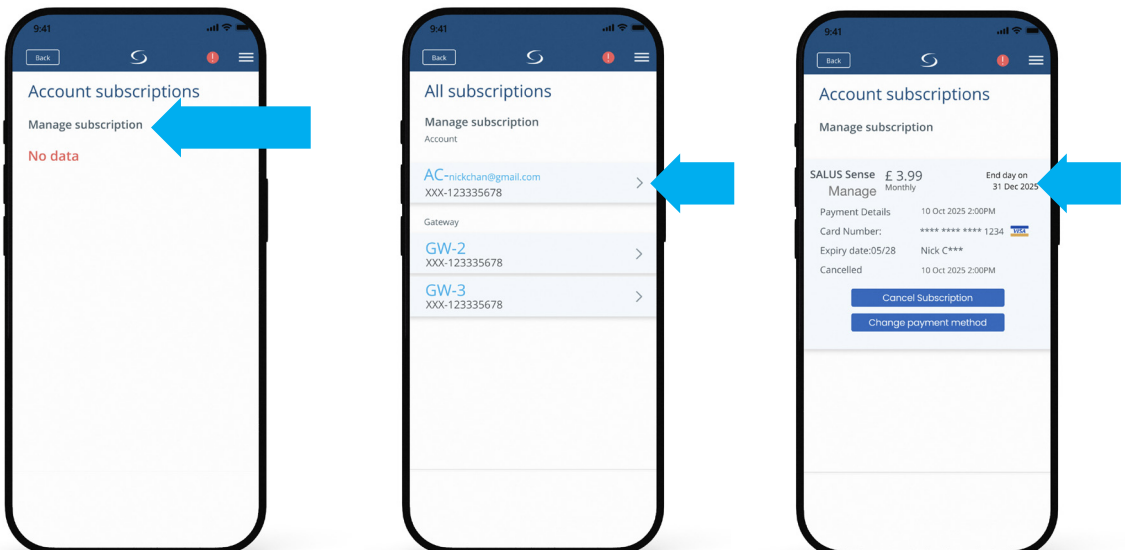 9:41
Back
Account subscriptions
Manage subscription
No data
9:41
Back
All subscriptions
Manage subscription
Account
AC-nickchan@gmail.com
XXX-123335678
Gateway
GW-2
XXX-123335678
GW-3
XXX-123335678
9:41
Back
Account subscriptions
Manage subscription
SALUS Sense £ 3.99 End day on
Manage Monthly 31 Dec 2025
Payment Details 10 Oct 2025 2:00PM
Card Number: **** **** **** 1234 VISA
Expiry date:05/28 Nick C***
Cancelled 10 Oct 2025 2:00PM
Cancel Subscription
Change payment method